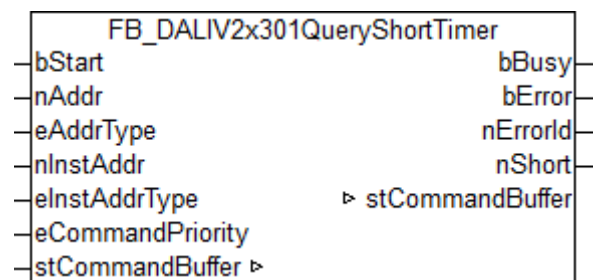 FB_DALIV2x301QueryShortTimer
bStart bBusy
nAddr bError
eAddrType nErrorId
nInstAddr nShort
eInstAddrType ▹ stCommandBuffer
eCommandPriority
stCommandBuffer ▹